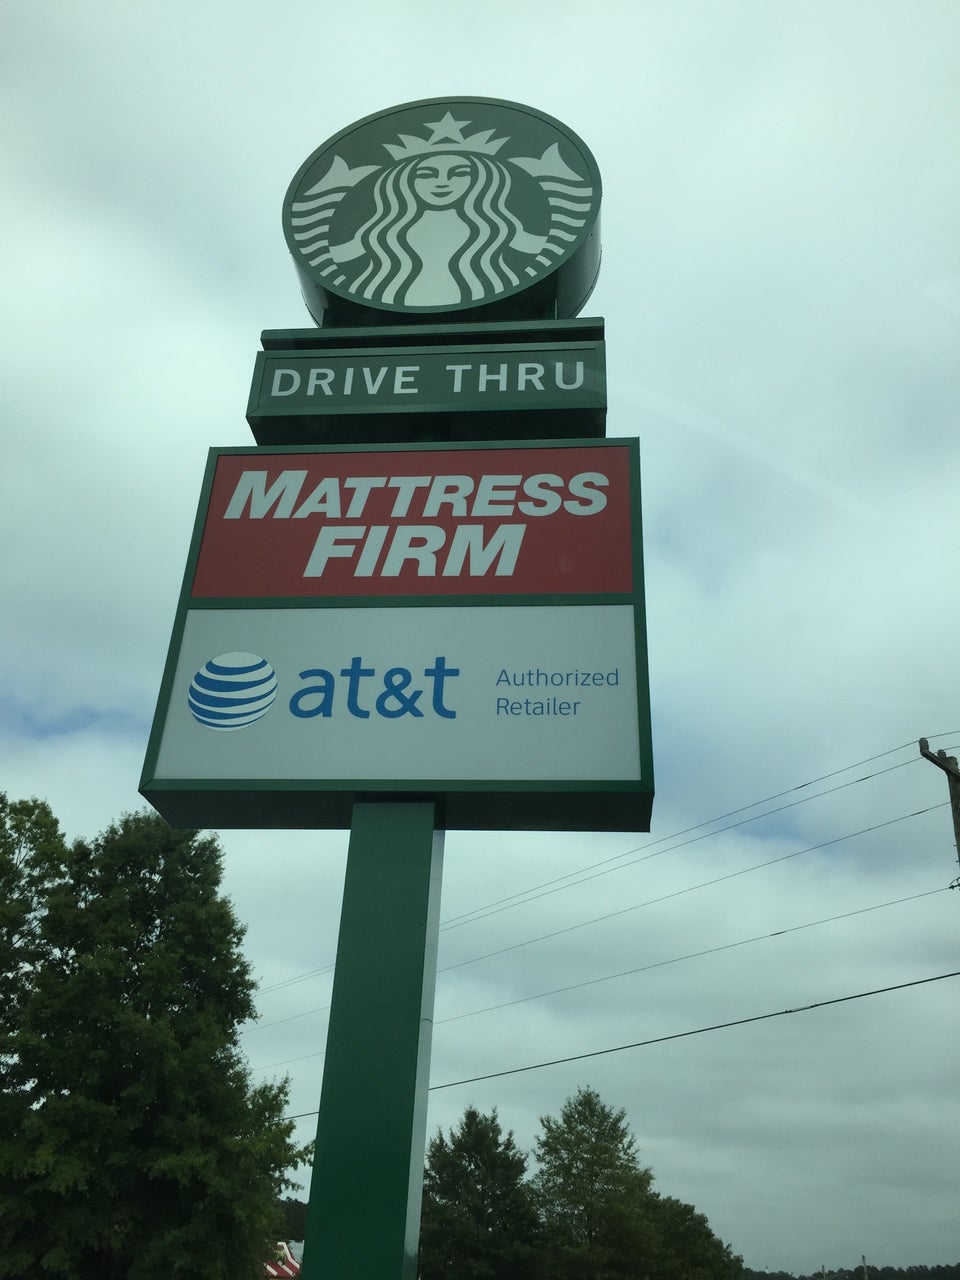 DRIVE THRU
MATTRESS
FIRM
at&t
Authorized
Retailer